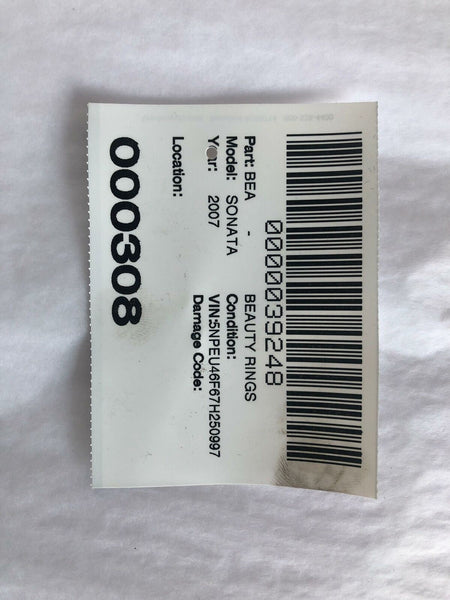 0000039248
Part: BEA - BEAUTY RINGS
Model: SONATA Condition:
Year: 2007 VIN:5NPEU46F67H250997
Damage Code:
Location:
000308